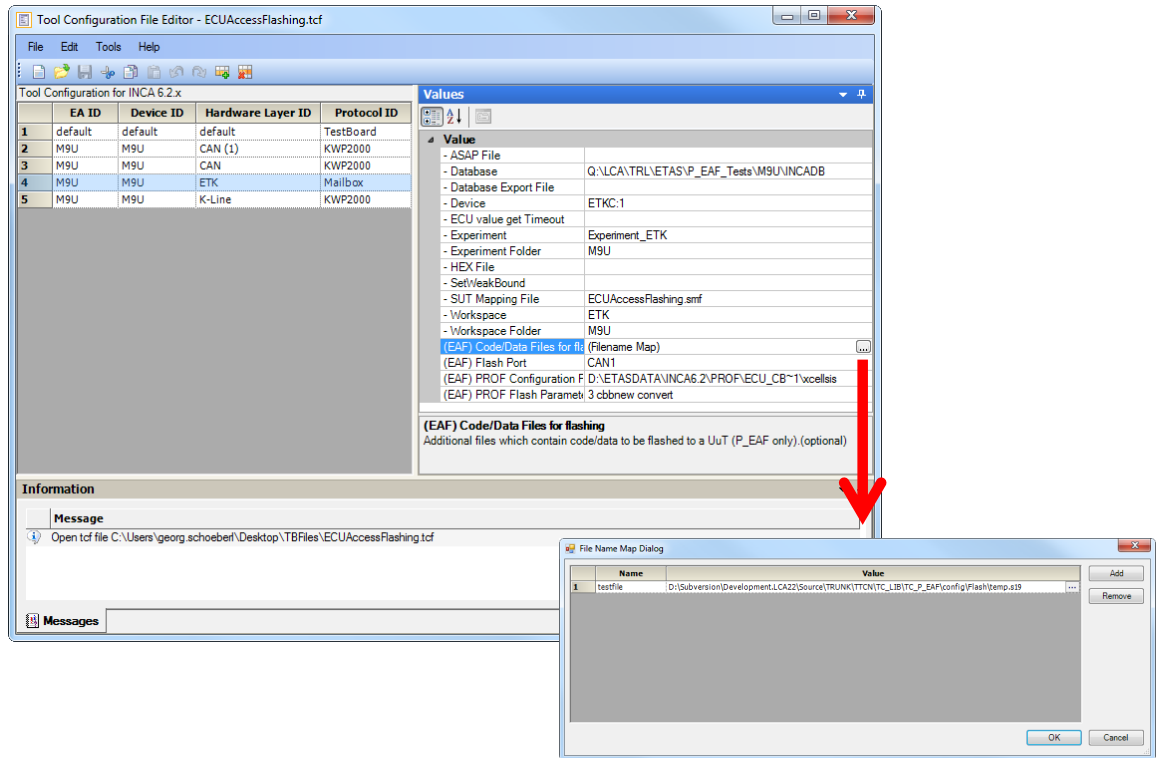 Tool Configuration File Editor - ECUAccessFlashing.tcf
File Edit Tools Help
Tool Configuration for INCA 6.2.x
EA ID Device ID Hardware Layer ID Protocol ID
1 default default default TestBoard
2 M9U M9U CAN (1) KWP2000
3 M9U M9U CAN KWP2000
4 M9U M9U ETK Mailbox
5 M9U M9U K-Line KWP2000
Values
Value
- ASAP File
- Database Q:\LCA\TRL\ETAS\P_EAF_Tests\M9U\INCADB
- Database Export File
- Device ETKC:1
- ECU value get Timeout
- Experiment Experiment_ETK
- Experiment Folder M9U
- HEX File
- SetWeakBound
- SUT Mapping File ECUAccessFlashing.smf
- Workspace ETK
- Workspace Folder M9U
(EAF) Code/Data Files for fla (Filename Map) ...
(EAF) Flash Port CAN1
(EAF) PROF Configuration F D:\ETASDATA\INCA6.2\PROF\ECU_CB~1\xcellsis
(EAF) PROF Flash Paramete 3 cbbnew convert
(EAF) Code/Data Files for flashing
Additional files which contain code/data to be flashed to a UuT (P_EAF only).(optional)
Information
Message
Open tcf file C:\Users\georg.schoeberl\Desktop\TBFiles\ECUAccessFlashing.tcf
Messages
File Name Map Dialog
Name Value
1 testfile D:\Subversion\Development.LCA22\Source\TRUNK\TTCN\TC_LIB\TC_P_EAF\config\Flash\temp.s19 ...
Add
Remove
OK Cancel